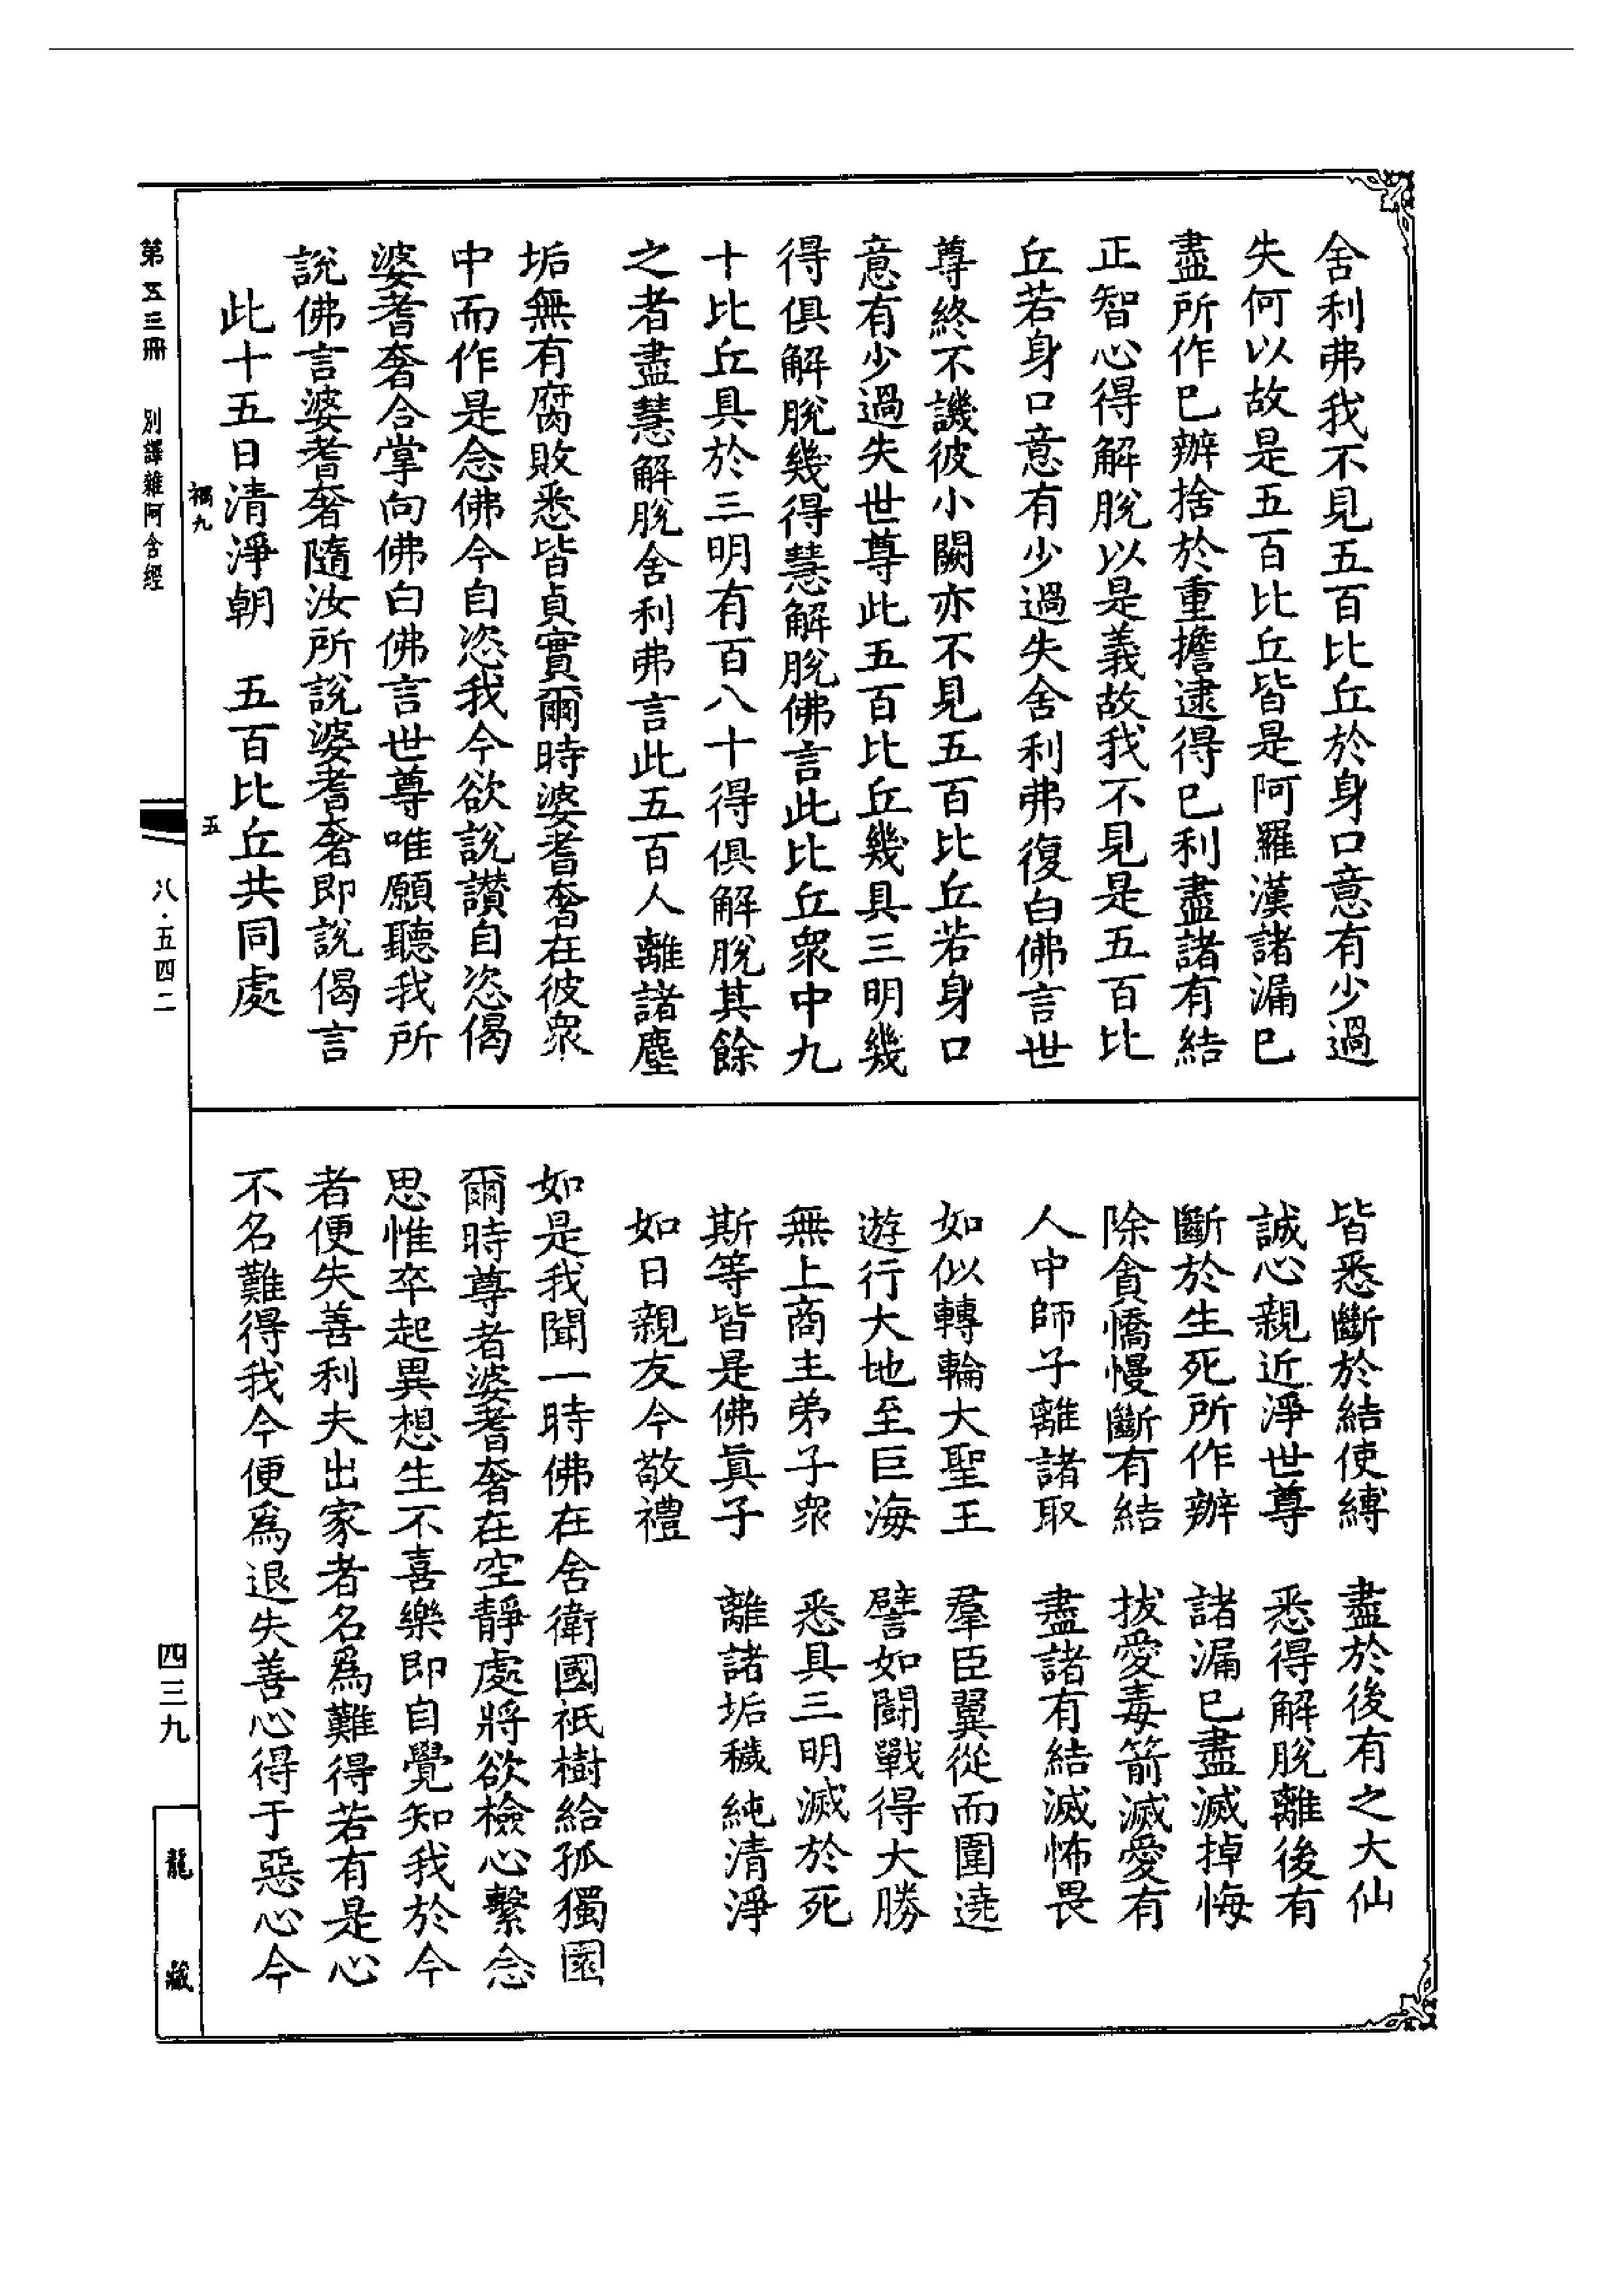 舍利弗我不見五百比丘於身口意有少過
失何以故是五百比丘皆是阿羅漢諸漏已
盡所作已辦捨於重擔逮得已利盡諸有結
正智心得解脫以是義故我不見是五百比
丘若身口意有少過失舍利弗復白佛言世
尊終不譏彼小闕亦不見五百比丘若身口
意有少過失世尊此五百比丘幾具三明幾
得俱解脫幾得慧解脫佛言此比丘眾中九
十比丘具於三明有百八十得俱解脫其餘
之者盡慧解脫舍利弗言此五百人離諸塵
垢無有腐敗悉皆貞實爾時婆耆奢在彼眾
中而作是念佛今自恣我今欲說讚自恣偈
婆耆奢合掌向佛白佛言世尊唯願聽我所
說佛言婆耆奢隨汝所說婆耆奢即說偈言
此十五日清淨朝　五百比丘共同處
皆悉斷於結使縛　盡於後有之大仙
誠心親近淨世尊　悉得解脫離後有
斷於生死所作辦　諸漏已盡滅掉悔
除貪憍慢斷有結　拔愛毒箭滅愛有
人中師子離諸取　盡諸有結滅怖畏
如似轉輪大聖王　羣臣翼從而圍遶
遊行大地至巨海　譬如鬪戰得大勝
無上商主弟子眾　悉具三明滅於死
斯等皆是佛真子　離諸垢穢純清淨
如日親友今敬禮
如是我聞一時佛在舍衛國祇樹給孤獨園
爾時尊者婆耆奢在空靜處將欲檢心繫念
思惟卒起異想生不喜樂即自覺知我於今
者便失善利夫出家者名為難得若有是心
不名難得我今便為退失善心得于惡心今
第五三冊　別譯雜阿含經
五
八·五四二
四三九
龍藏